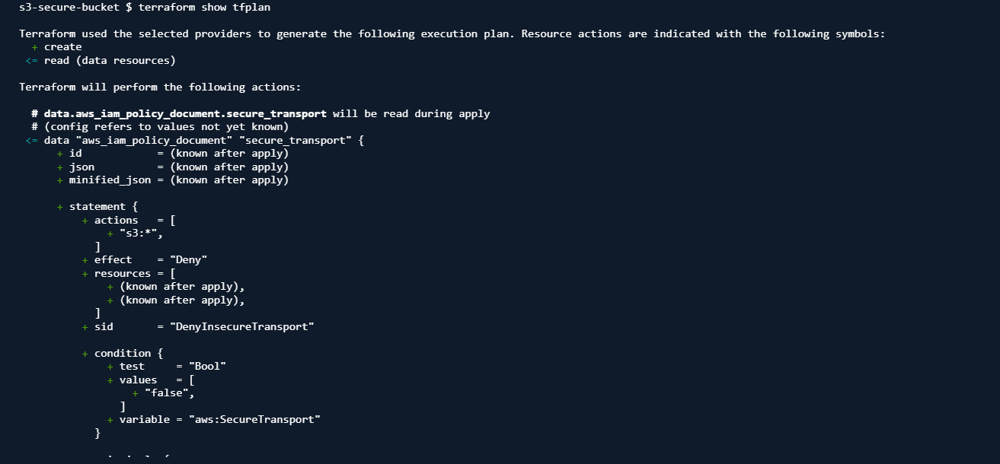 s3-secure-bucket $ terraform show tfplan
Terraform used the selected providers to generate the following execution plan. Resource actions are indicated with the following symbols:
+ create
<= read (data resources)
Terraform will perform the following actions:
# data.aws_iam_policy_document.secure_transport will be read during apply
# (config refers to values not yet known)
<= data "aws_iam_policy_document" "secure_transport" {
+ id            = (known after apply)
+ json          = (known after apply)
+ minified_json = (known after apply)
+ statement {
+ actions   = [
+ "s3:*",
]
+ effect    = "Deny"
+ resources = [
+ (known after apply),
+ (known after apply),
]
+ sid       = "DenyInsecureTransport"
+ condition {
+ test     = "Bool"
+ values   = [
+ "false",
]
+ variable = "aws:SecureTransport"
}